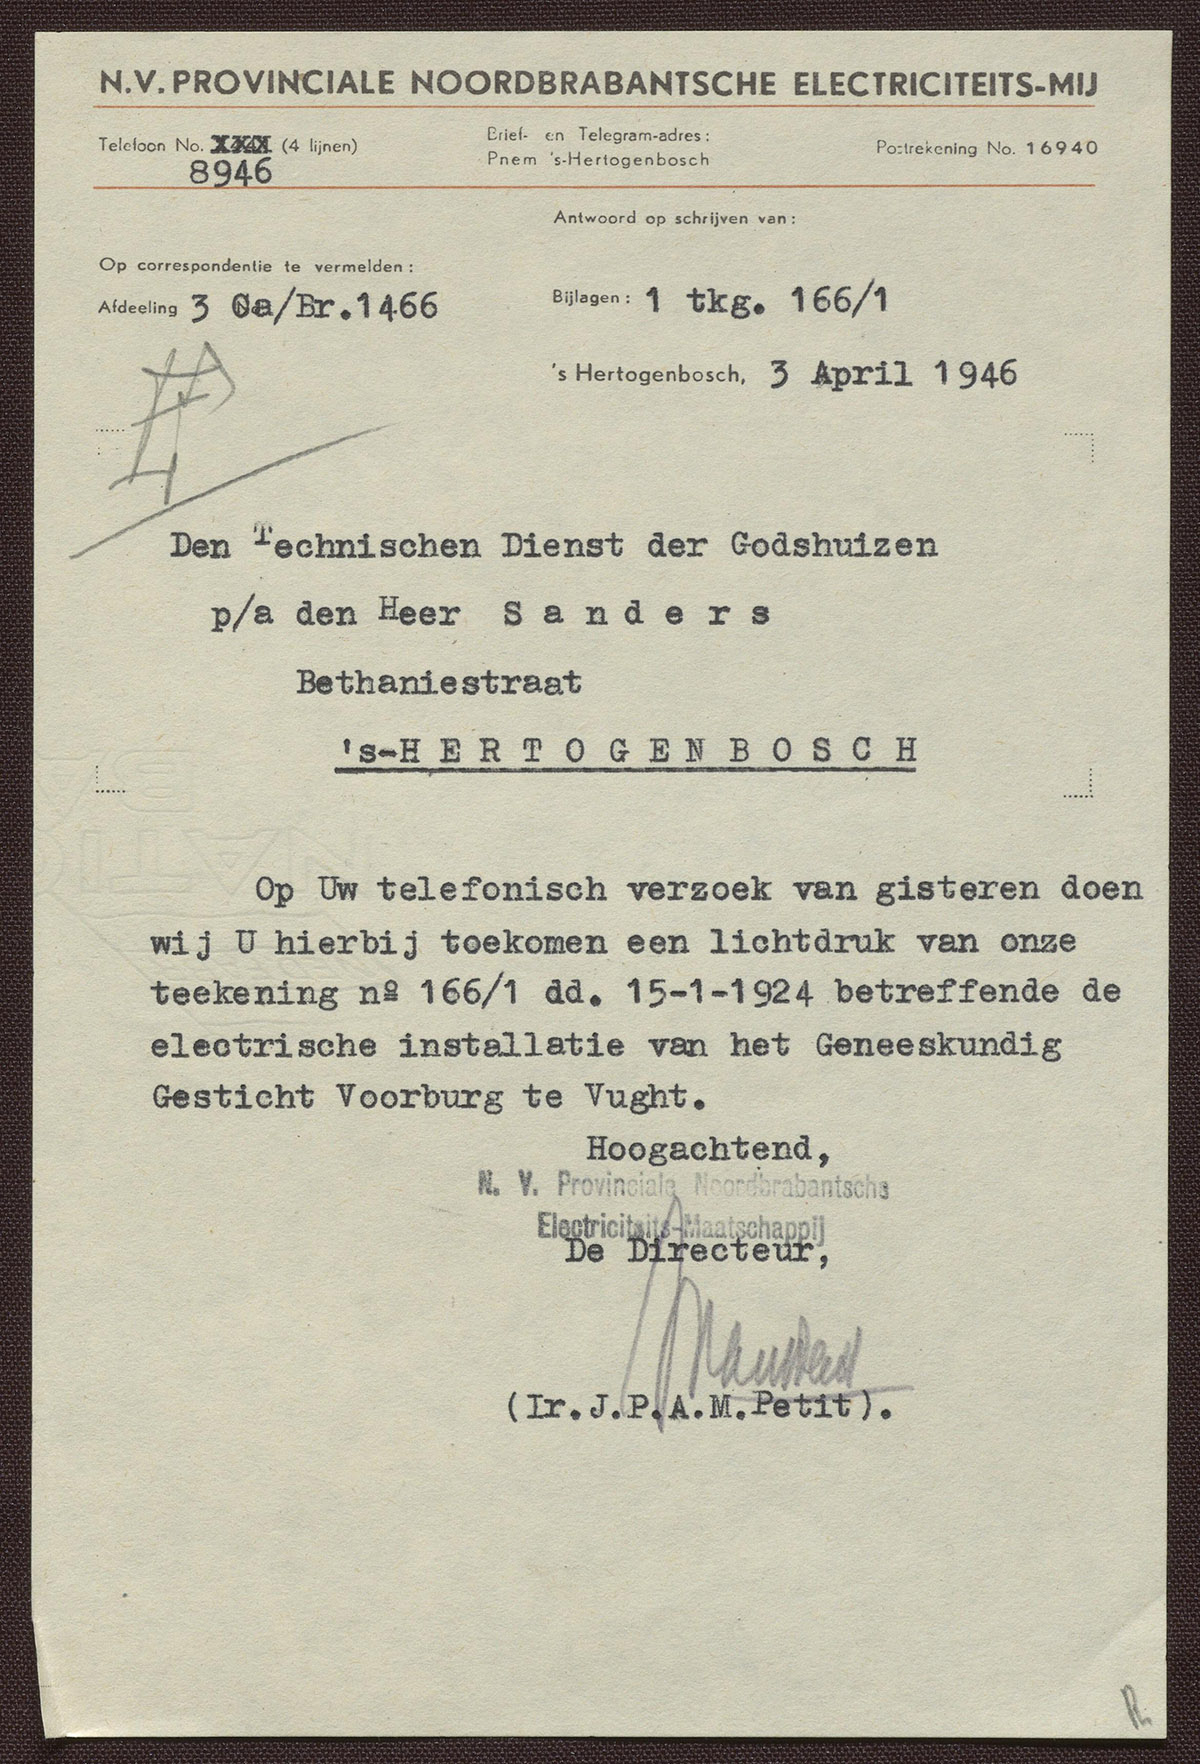 N.V. PROVINCIALE NOORDBRABANTSCHE ELECTRICITEITS-MIJ
Telefoon No. (4 lijnen)
8946
Brief- en Telegram-adres:
Pnem 's-Hertogenbosch
Postrekening No. 16940
Antwoord op schrijven van:
Op correspondentie te vermelden:
Afdeeling 3 Ga/Br.1466
Bijlagen: 1 tkg. 166/1
's Hertogenbosch, 3 April 1946
Den Technischen Dienst der Godshuizen
p/a den Heer S a n d e r s
Bethaniestraat
's-H E R T O G E N B O S C H
Op Uw telefonisch verzoek van gisteren doen
wij U hierbij toekomen een lichtdruk van onze
teekening nº 166/1 dd. 15-1-1924 betreffende de
electrische installatie van het Geneeskundig
Gesticht Voorburg te Vught.
Hoogachtend,
N. V. Provinciale Noordbrabantsche
Electriciteits-Maatschappij
De Directeur,
(Ir.J.P.A.M.Petit).